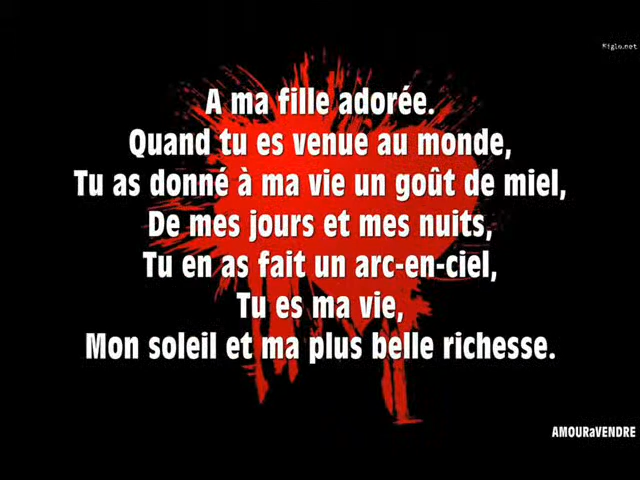 Kiglo.net
A ma fille adorée.
Quand tu es venue au monde,
Tu as donné à ma vie un goût de miel,
De mes jours et mes nuits,
Tu en as fait un arc-en-ciel,
Tu es ma vie,
Mon soleil et ma plus belle richesse.
AMOURaVENDRE